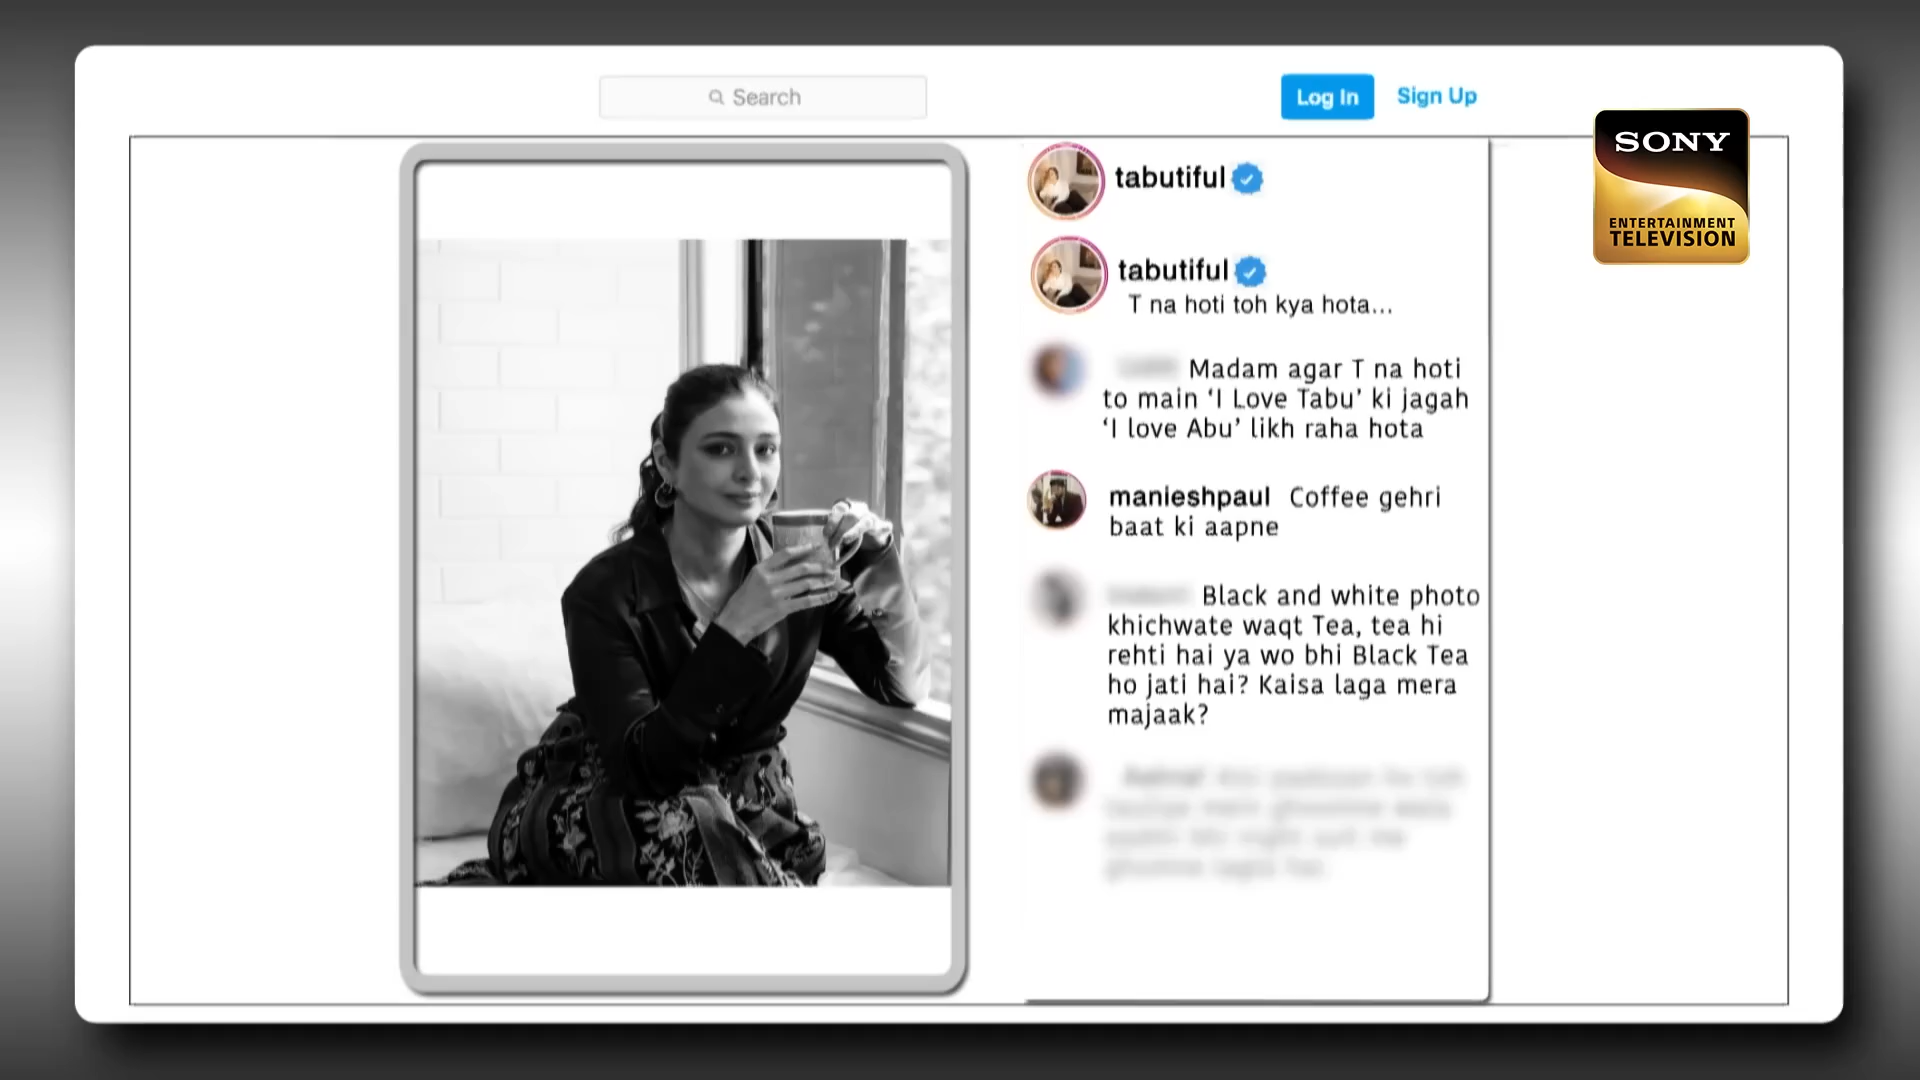 Search
Log In
Sign Up
SONY
ENTERTAINMENT
TELEVISION
tabutiful
tabutiful
T na hoti toh kya hota...
Madam agar T na hoti
to main ‘I Love Tabu’ ki jagah
‘I love Abu’ likh raha hota
manieshpaul Coffee gehri
baat ki aapne
Black and white photo
khichwate waqt Tea, tea hi
rehti hai ya wo bhi Black Tea
ho jati hai? Kaisa laga mera
majaak?